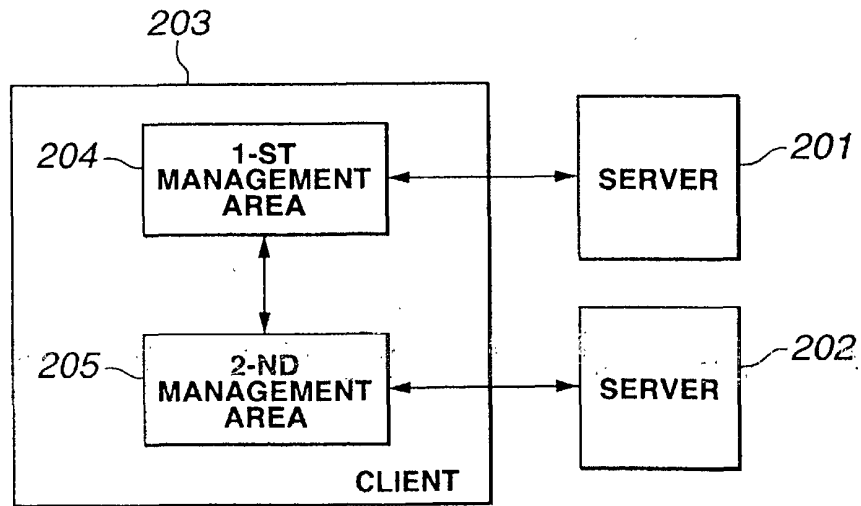 203
204
1-ST
MANAGEMENT
AREA
SERVER
201
205
2-ND
MANAGEMENT
AREA
SERVER
202
CLIENT